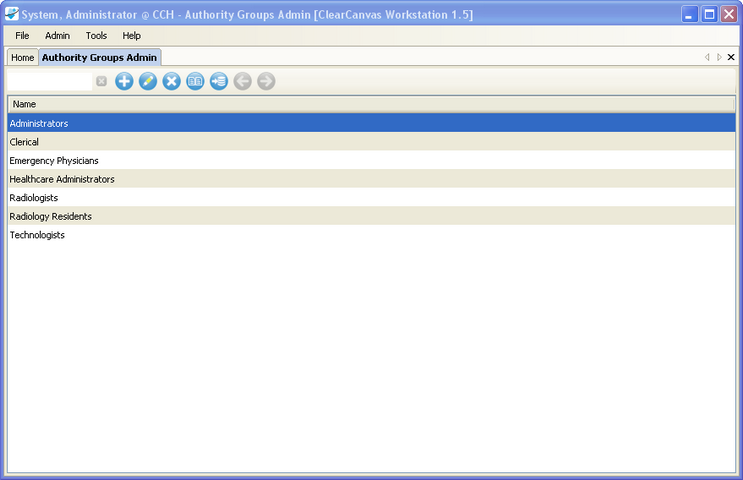 System, Administrator @ CCH - Authority Groups Admin [ClearCanvas Workstation 1.5]
File Admin Tools Help
Home Authority Groups Admin
Name
Administrators
Clerical
Emergency Physicians
Healthcare Administrators
Radiologists
Radiology Residents
Technologists